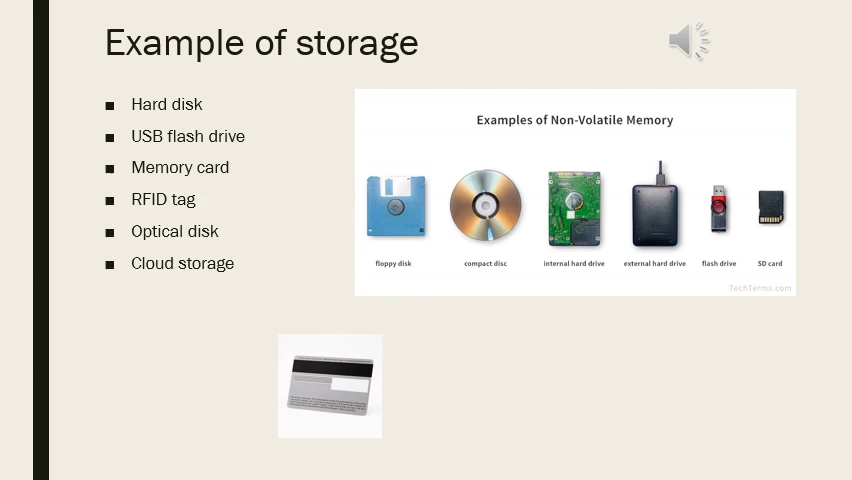 Example of storage
Hard disk
USB flash drive
Memory card
RFID tag
Optical disk
Cloud storage
Examples of Non-Volatile Memory
floppy disk
compact disc
internal hard drive
external hard drive
flash drive
SD card
TechTerms.com